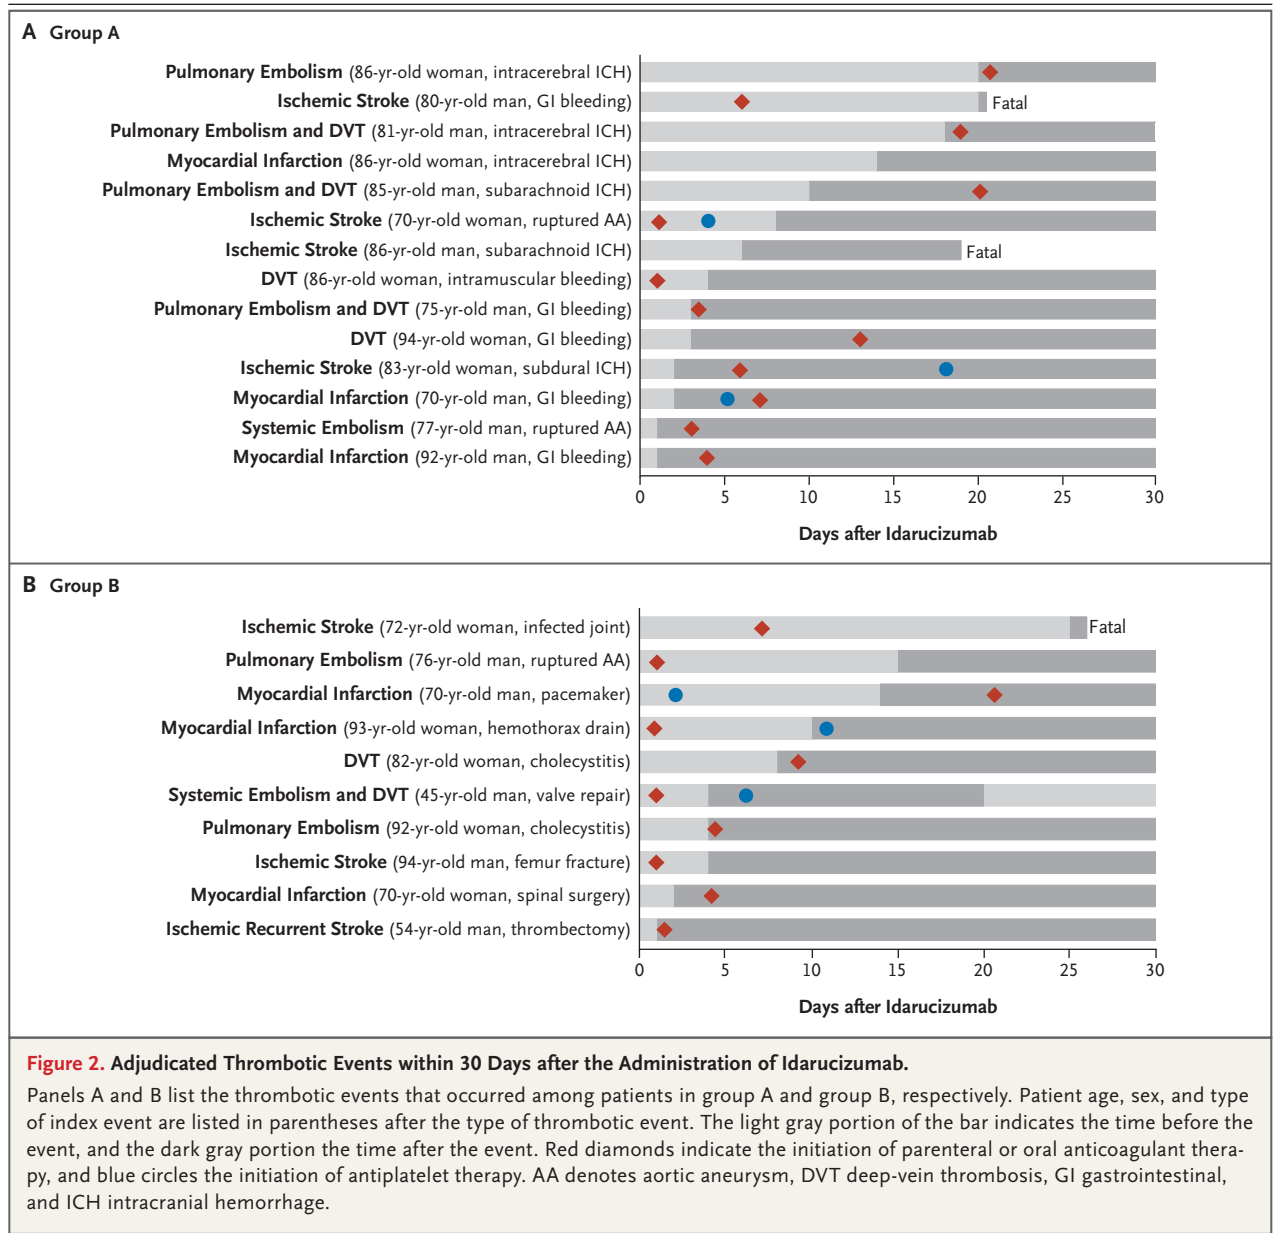 A Group A
Pulmonary Embolism (86-yr-old woman, intracerebral ICH)
Ischemic Stroke (80-yr-old man, GI bleeding) Fatal
Pulmonary Embolism and DVT (81-yr-old man, intracerebral ICH)
Myocardial Infarction (86-yr-old woman, intracerebral ICH)
Pulmonary Embolism and DVT (85-yr-old man, subarachnoid ICH)
Ischemic Stroke (70-yr-old woman, ruptured AA)
Ischemic Stroke (86-yr-old man, subarachnoid ICH) Fatal
DVT (86-yr-old woman, intramuscular bleeding)
Pulmonary Embolism and DVT (75-yr-old man, GI bleeding)
DVT (94-yr-old woman, GI bleeding)
Ischemic Stroke (83-yr-old woman, subdural ICH)
Myocardial Infarction (70-yr-old man, GI bleeding)
Systemic Embolism (77-yr-old man, ruptured AA)
Myocardial Infarction (92-yr-old man, GI bleeding)
0 5 10 15 20 25 30
Days after Idarucizumab
B Group B
Ischemic Stroke (72-yr-old woman, infected joint) Fatal
Pulmonary Embolism (76-yr-old man, ruptured AA)
Myocardial Infarction (70-yr-old man, pacemaker)
Myocardial Infarction (93-yr-old woman, hemothorax drain)
DVT (82-yr-old woman, cholecystitis)
Systemic Embolism and DVT (45-yr-old man, valve repair)
Pulmonary Embolism (92-yr-old woman, cholecystitis)
Ischemic Stroke (94-yr-old man, femur fracture)
Myocardial Infarction (70-yr-old woman, spinal surgery)
Ischemic Recurrent Stroke (54-yr-old man, thrombectomy)
0 5 10 15 20 25 30
Days after Idarucizumab
Figure 2. Adjudicated Thrombotic Events within 30 Days after the Administration of Idarucizumab.
Panels A and B list the thrombotic events that occurred among patients in group A and group B, respectively. Patient age, sex, and type
of index event are listed in parentheses after the type of thrombotic event. The light gray portion of the bar indicates the time before the
event, and the dark gray portion the time after the event. Red diamonds indicate the initiation of parenteral or oral anticoagulant thera-
py, and blue circles the initiation of antiplatelet therapy. AA denotes aortic aneurysm, DVT deep-vein thrombosis, GI gastrointestinal,
and ICH intracranial hemorrhage.